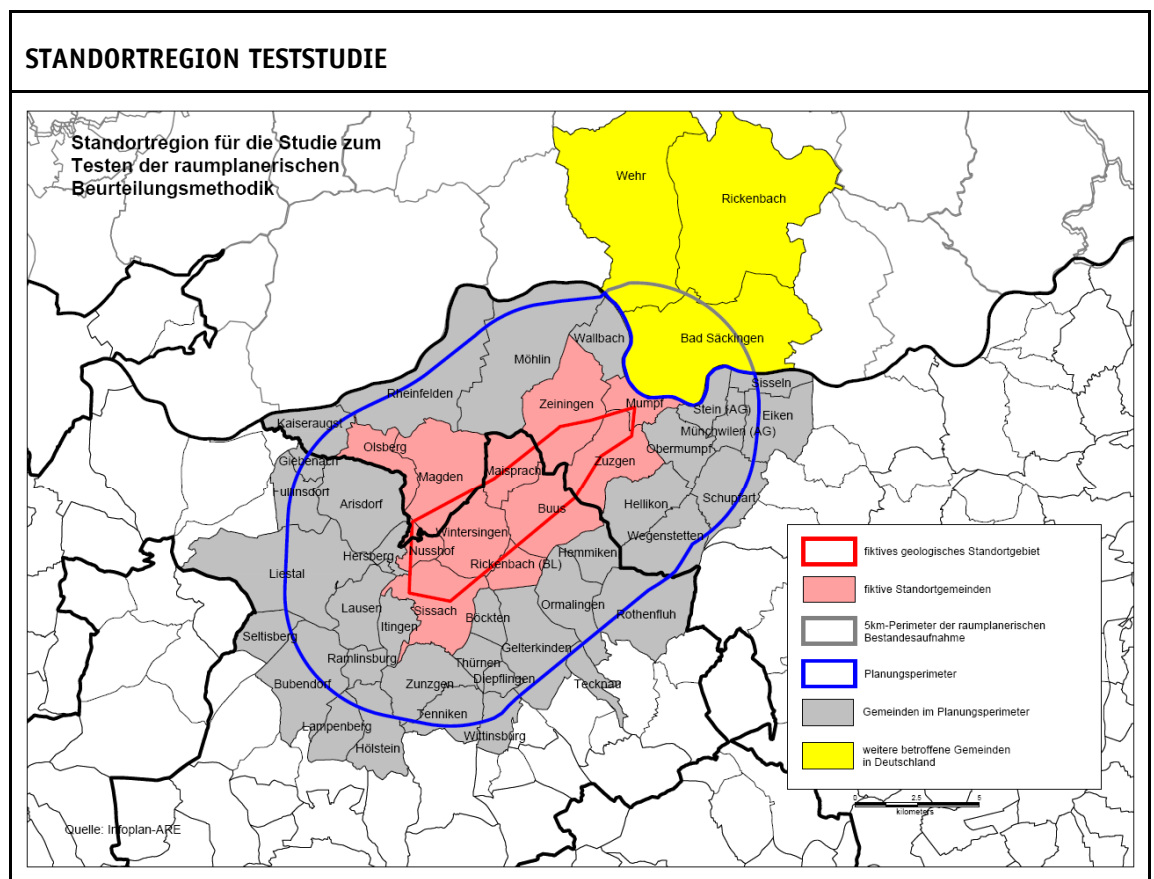 STANDORTREGION TESTSTUDIE
Standortregion für die Studie zum
Testen der raumplanerischen
Beurteilungsmethodik
Wehr
Rickenbach
Bad Säckingen
Wallbach
Möhlin
Rheinfelden
Sisseln
Zeiningen
Mumpf
Stein (AG)
Eiken
Kaiseraugst
Münchwilen (AG)
Olsberg
Obermumpf
Giebenach
Magden
Maisprach
Zuzgen
Füllinsdorf
Arisdorf
Schupfart
Hellikon
Buus
Wintersingen
Wegenstetten
Hersberg
Nusshof
Hemmiken
Rickenbach (BL)
Liestal
Lausen
Sissach
Böckten
Ormalingen
Rothenfluh
Itingen
Seltisberg
Gelterkinden
Ramlinsburg
Thürnen
Diepflingen
Bubendorf
Zunzgen
Tecknau
Tenniken
Lampenberg
Wittinsburg
Hölstein
fiktives geologisches Standortgebiet
fiktive Standortgemeinden
5km-Perimeter der raumplanerischen
Bestandesaufnahme
Planungsperimeter
Gemeinden im Planungsperimeter
weitere betroffene Gemeinden
in Deutschland
0 2.5 5
kilometers
Quelle: Infoplan-ARE